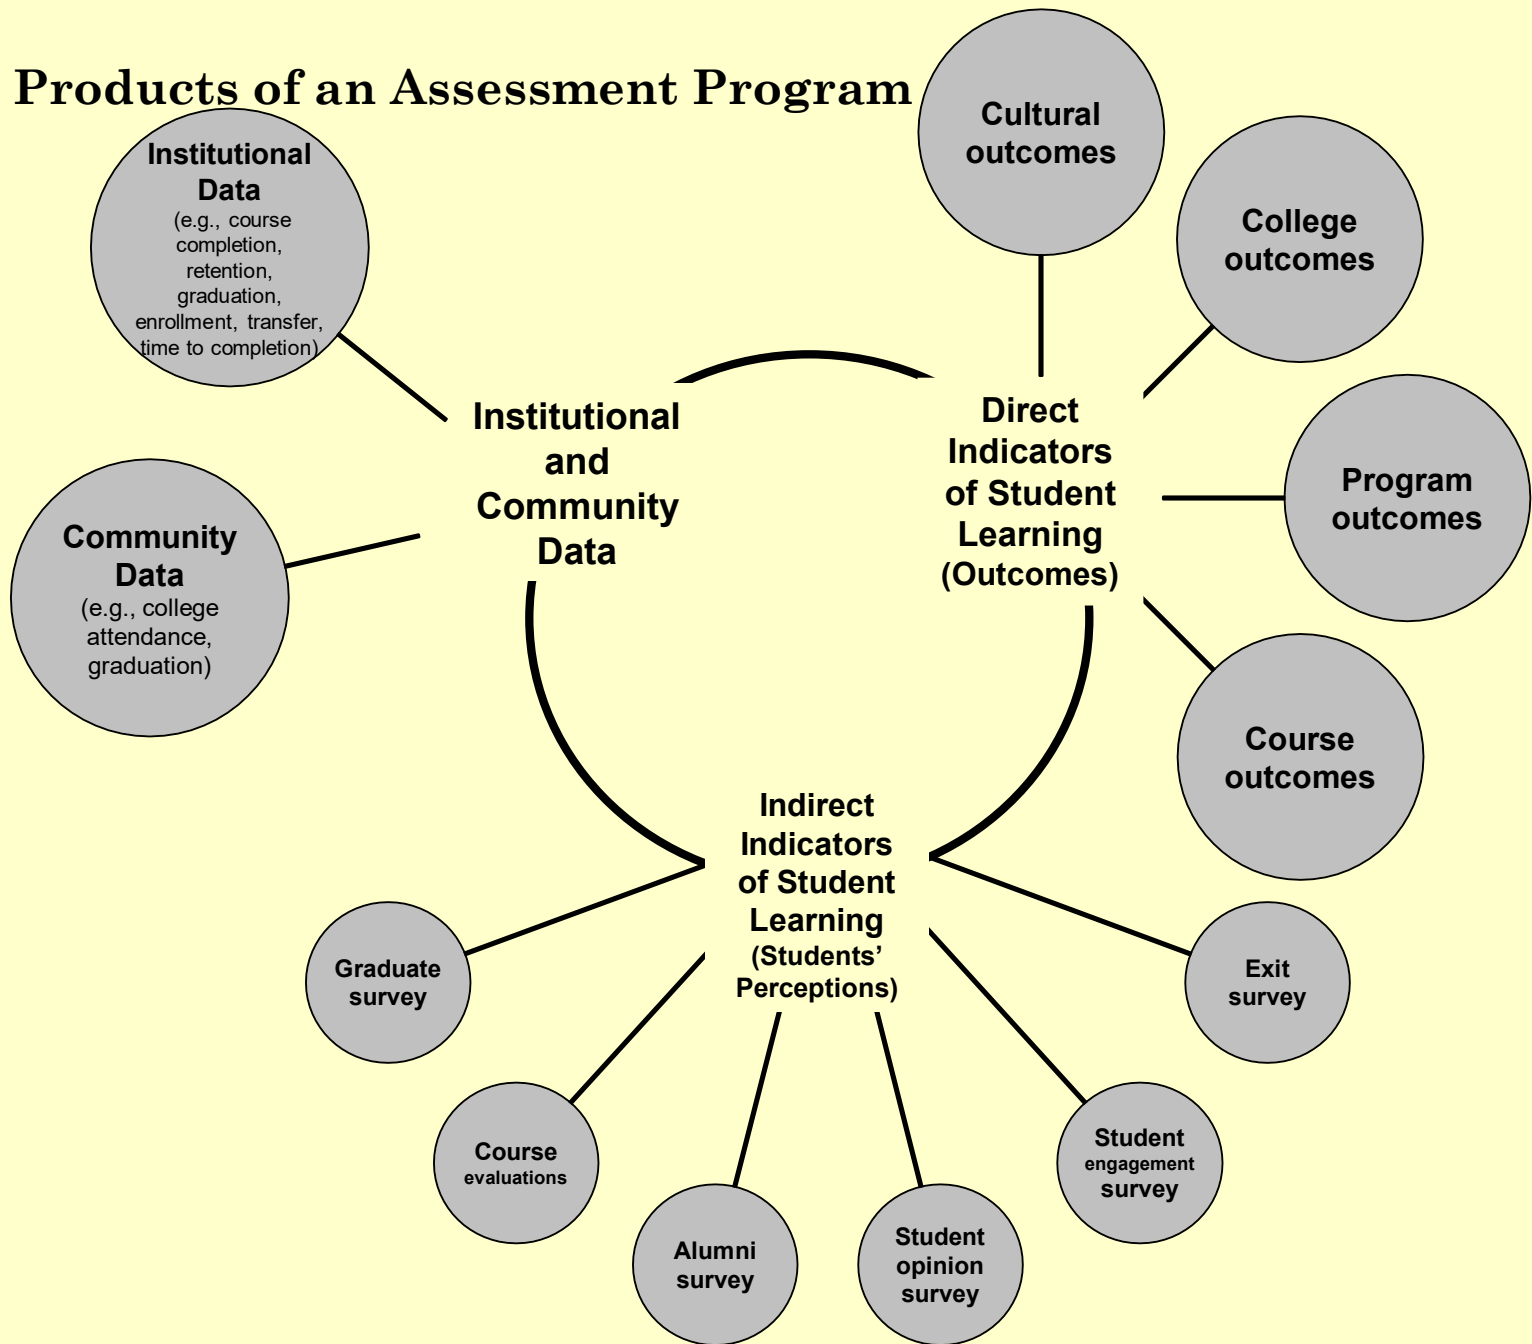 Products of an Assessment Program
Institutional
Data
(e.g., course
completion,
retention,
graduation,
enrollment, transfer,
time to completion)
Community
Data
(e.g., college
attendance,
graduation)
Institutional
and
Community
Data
Cultural
outcomes
College
outcomes
Program
outcomes
Course
outcomes
Direct
Indicators
of Student
Learning
(Outcomes)
Indirect
Indicators
of Student
Learning
(Students’
Perceptions)
Graduate
survey
Course
evaluations
Alumni
survey
Student
opinion
survey
Student
engagement
survey
Exit
survey